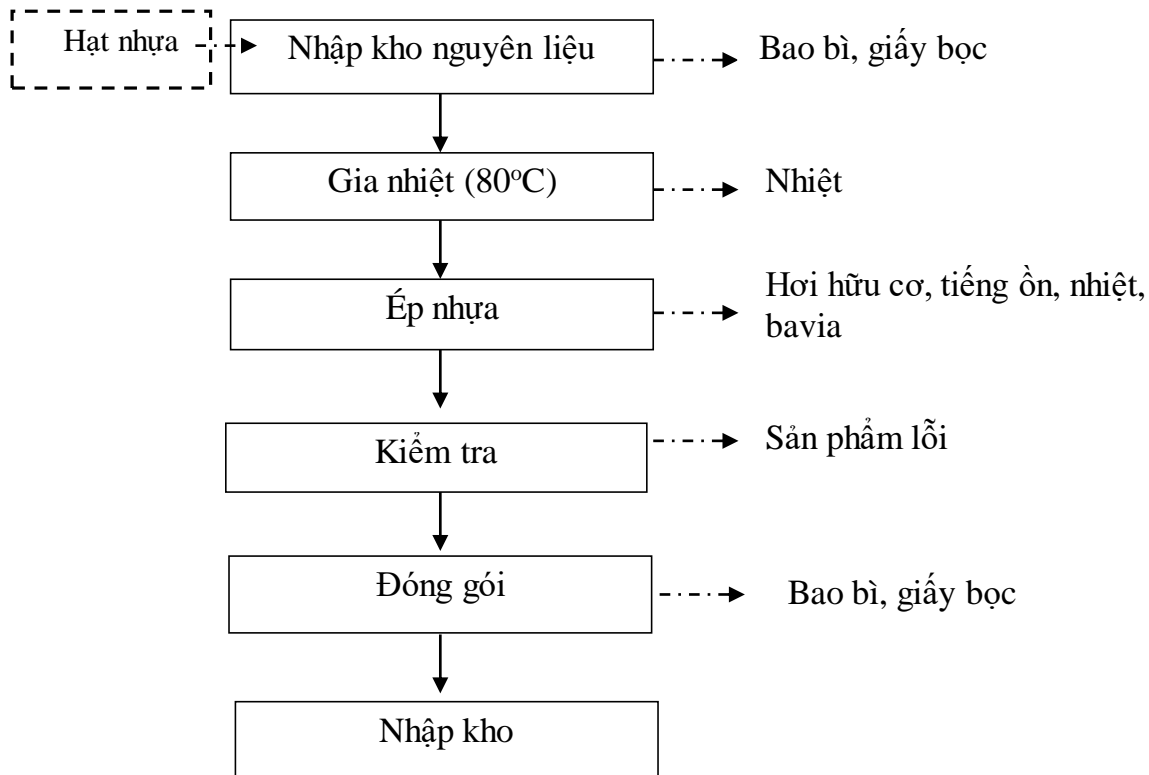 Hạt nhựa
Nhập kho nguyên liệu
Bao bì, giấy bọc
Gia nhiệt (80°C)
Nhiệt
Ép nhựa
Hơi hữu cơ, tiếng ồn, nhiệt,
bavia
Kiểm tra
Sản phẩm lỗi
Đóng gói
Bao bì, giấy bọc
Nhập kho